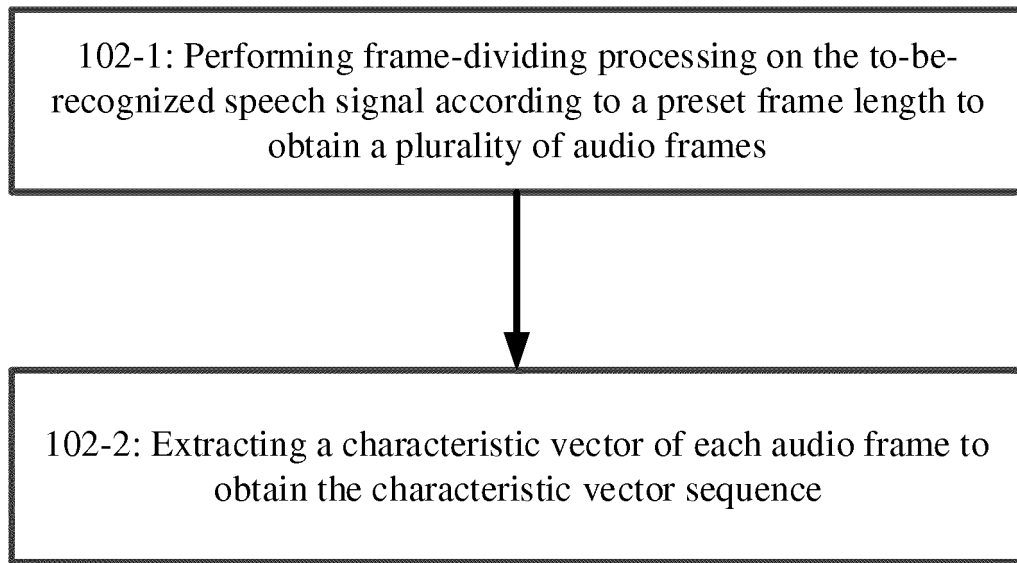 102-1: Performing frame-dividing processing on the to-be-
recognized speech signal according to a preset frame length to
obtain a plurality of audio frames
102-2: Extracting a characteristic vector of each audio frame to
obtain the characteristic vector sequence